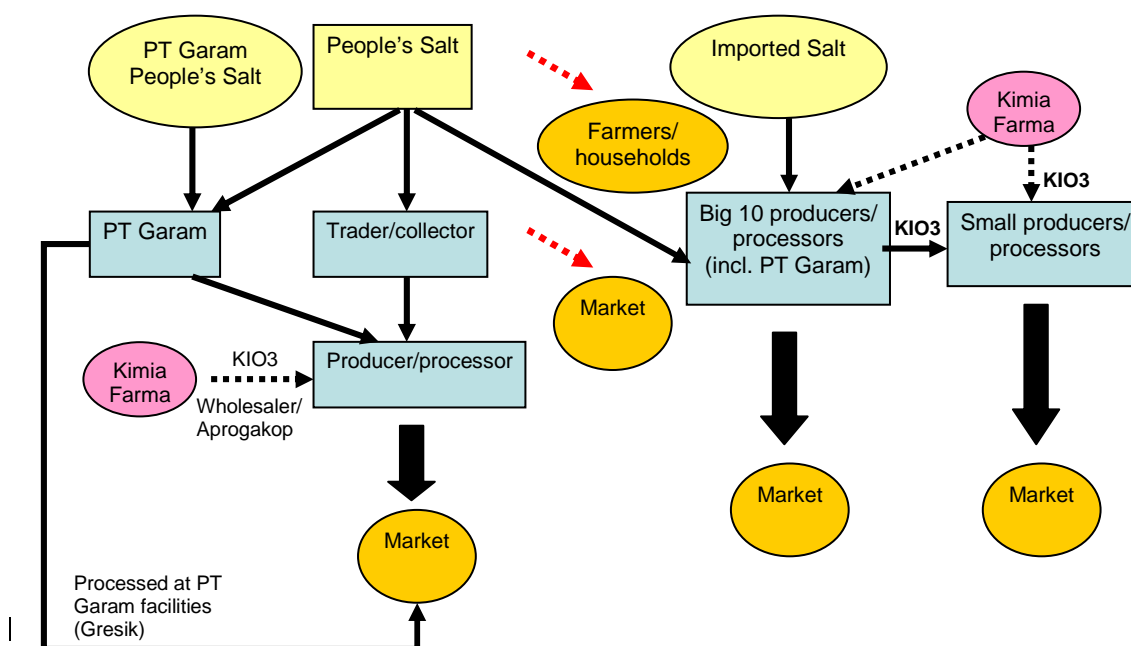 PT Garam
People's Salt
People's Salt
Imported Salt
Kimia
Farma
Farmers/
households
KIO3
PT Garam
Trader/collector
Big 10 producers/
processors
(incl. PT Garam)
KIO3
Small producers/
processors
Market
Kimia
Farma
KIO3
Wholesaler/
Aprogakop
Producer/processor
Market
Market
Market
Processed at PT
Garam facilities
(Gresik)